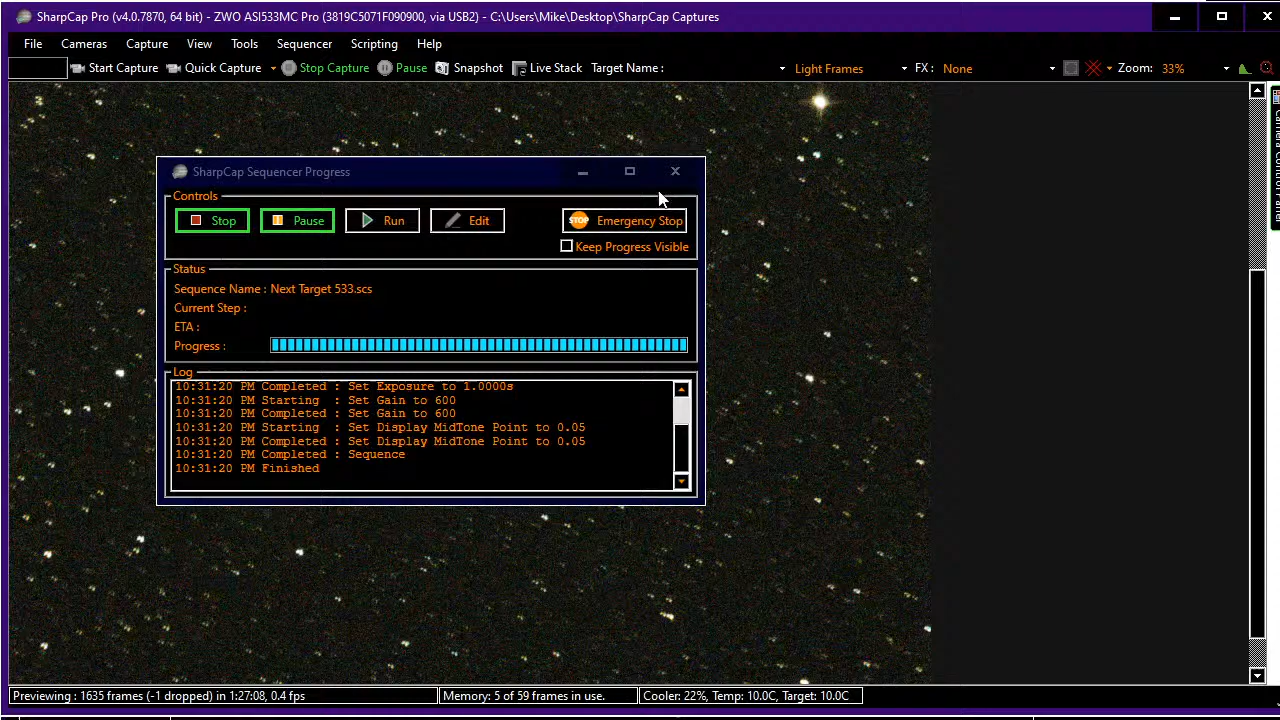 SharpCap Pro (v4.0.7870, 64 bit) - ZWO ASI533MC Pro (3819C5071F090900, via USB2) - C:\Users\Mike\Desktop\SharpCap Captures
File Cameras Capture View Tools Sequencer Scripting Help
Start Capture Quick Capture Stop Capture Pause Snapshot Live Stack Target Name : Light Frames FX : None Zoom: 33%
SharpCap Sequencer Progress
Controls
Stop Pause Run Edit STOP Emergency Stop
Keep Progress Visible
Status
Sequence Name : Next Target 533.scs
Current Step :
ETA :
Progress :
Log
10:31:20 PM Completed : Set Exposure to 1.0000s
10:31:20 PM Starting : Set Gain to 600
10:31:20 PM Completed : Set Gain to 600
10:31:20 PM Starting : Set Display MidTone Point to 0.05
10:31:20 PM Completed : Set Display MidTone Point to 0.05
10:31:20 PM Completed : Sequence
10:31:20 PM Finished
Previewing : 1635 frames (-1 dropped) in 1:27:08, 0.4 fps Memory: 5 of 59 frames in use. Cooler: 22%, Temp: 10.0C, Target: 10.0C